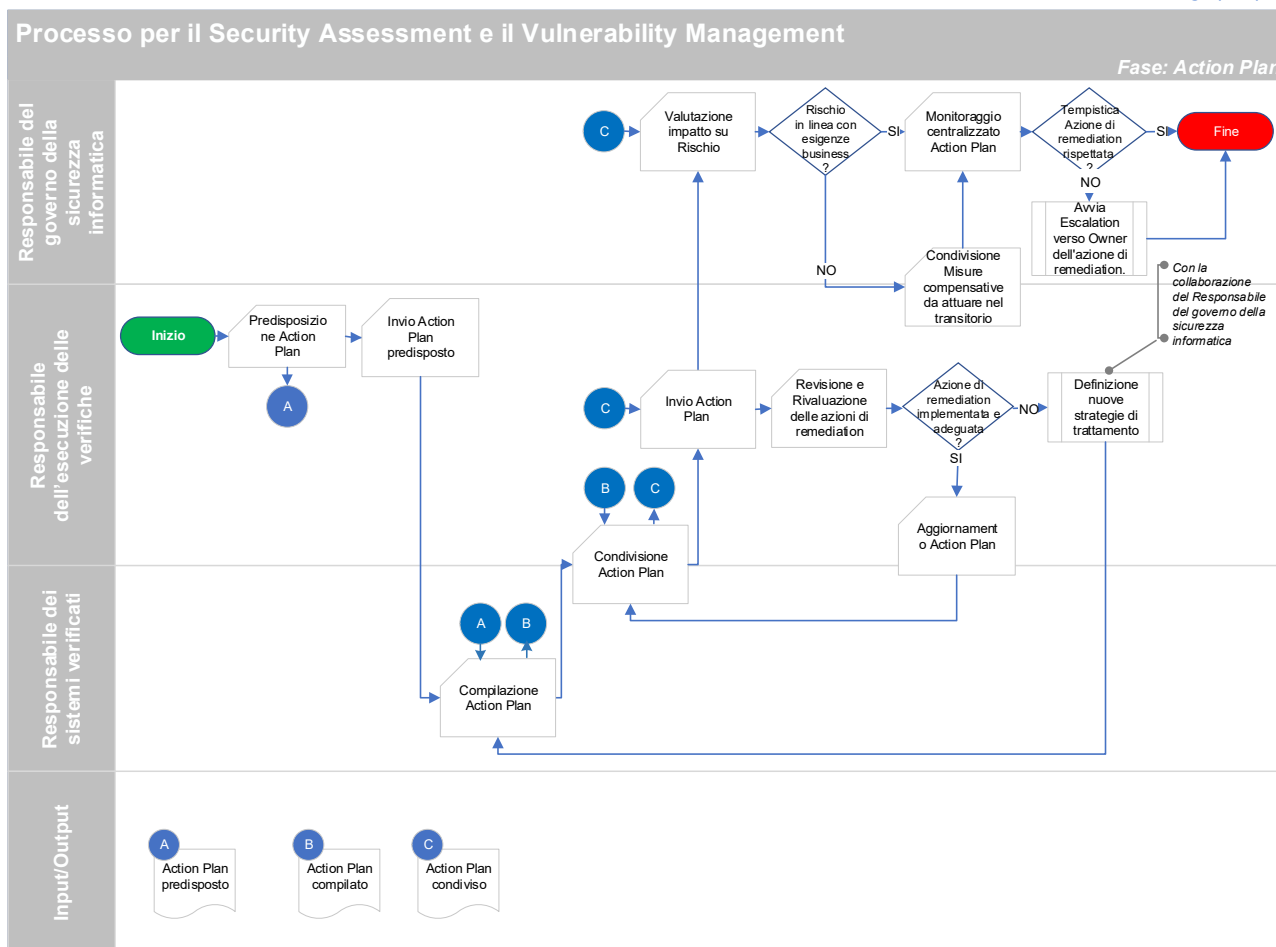 Processo per il Security Assessment e il Vulnerability Management
Fase: Action Plan
Responsabile del
governo della
sicurezza
informatica
C
Valutazione
impatto su
Rischio
Rischio
in linea con
esigenze
business
?
SI
Monitoraggio
centralizzato
Action Plan
Tempistica
Azione di
remediation
rispettata
?
SI
Fine
NO
Avvia
Escalation
verso Owner
dell'azione di
remediation.
NO
Condivisione
Misure
compensative
da attuare nel
transitorio
Con la
collaborazione
del Responsabile
del governo della
sicurezza
informatica
Responsabile
dell'esecuzione delle
verifiche
Inizio
Predisposizio
ne Action
Plan
A
Invio Action
Plan
predisposto
C
Invio Action
Plan
Revisione e
Rivaluazione
delle azioni di
remediation
Azione di
remediation
implementata e
adeguata
?
NO
Definizione
nuove
strategie di
trattamento
SI
B
C
Condivisione
Action Plan
Aggiornament
o Action Plan
Responsabile dei
sistemi verificati
A
B
Compilazione
Action Plan
Input/Output
A
Action Plan
predisposto
B
Action Plan
compilato
C
Action Plan
condiviso